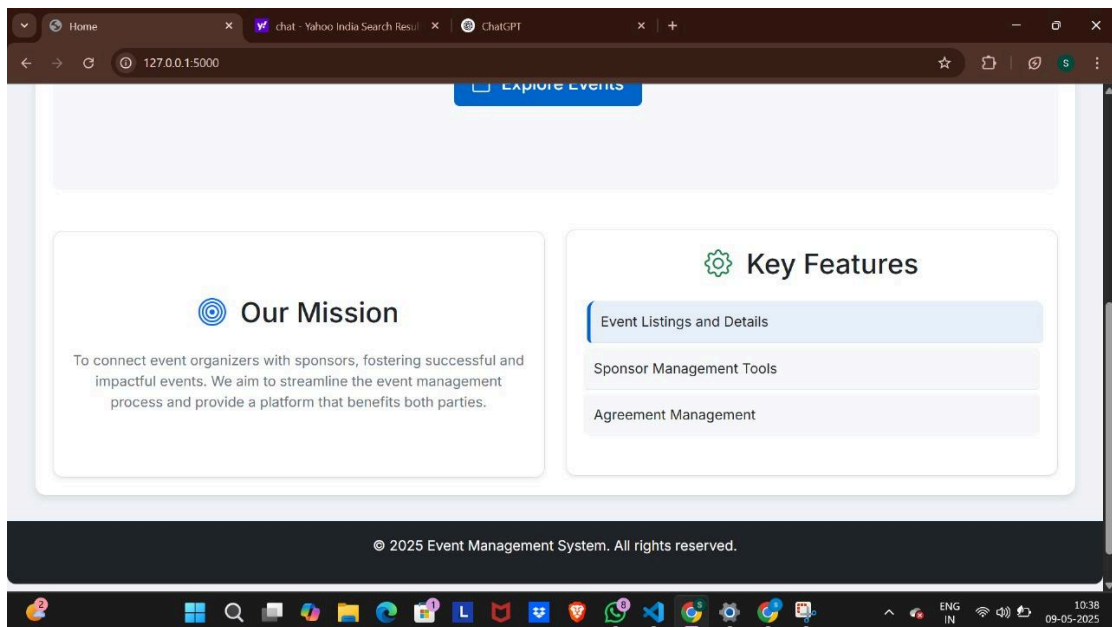 Home
chat - Yahoo India Search Resul
ChatGPT
127.0.0.1:5000
S
Explore Events
Our Mission
To connect event organizers with sponsors, fostering successful and
impactful events. We aim to streamline the event management
process and provide a platform that benefits both parties.
Key Features
Event Listings and Details
Sponsor Management Tools
Agreement Management
© 2025 Event Management System. All rights reserved.
2
1
L
8
S
ENG
IN
10:38
09-05-2025